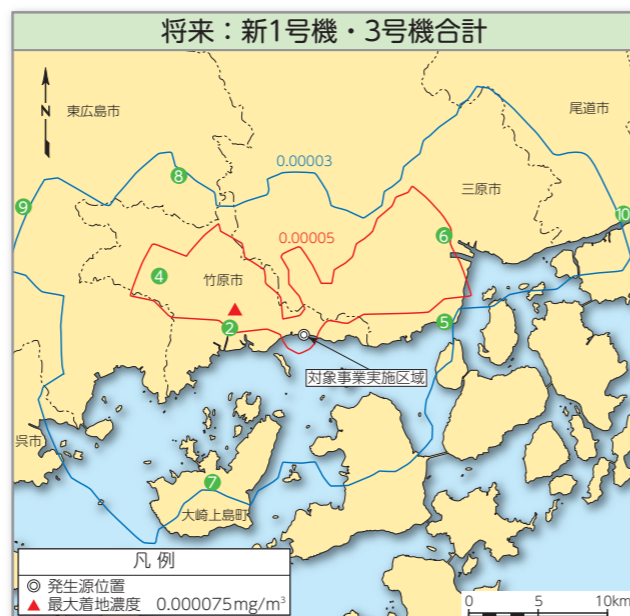 将来：新1号機・3号機合計
N
東広島市
尾道市
0.00003
8
9
三原市
10
0.00005
6
4
竹原市
2
5
対象事業実施区域
呉市
7
大崎上島町
凡 例
発生源位置
最大着地濃度 0.000075mg/m³
0 5 10km